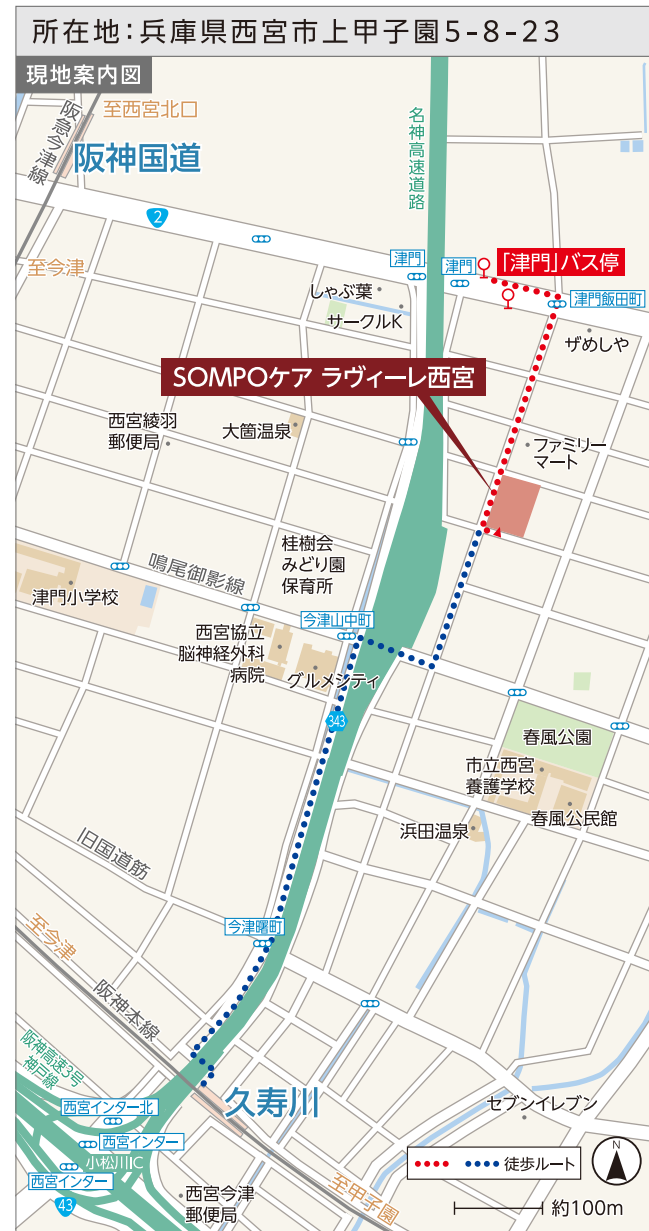 所在地:兵庫県西宮市上甲子園5-8-23
現地案内図
至西宮北口
阪急今津線
阪神国道
名神高速道路
2
至今津
津門
津門
「津門」バス停
津門飯田町
しゃぶ葉
サークルK
ざめしや
SOMPOケア ラヴィーレ西宮
西宮綾羽
郵便局
大箇温泉
ファミリー
マート
鳴尾御影線
桂樹会
みどり園
保育所
津門小学校
今津山中町
西宮協立
脳神経外科
病院
グルメシティ
343
春風公園
市立西宮
養護学校
春風公民館
浜田温泉
旧国道筋
今津曙町
至今津
阪神本線
阪神高速3号
神戸線
久寿川
西宮インター北
西宮インター
小松川IC
西宮インター
43
西宮今津
郵便局
至甲子園
セブンイレブン
徒歩ルート
N
約100m